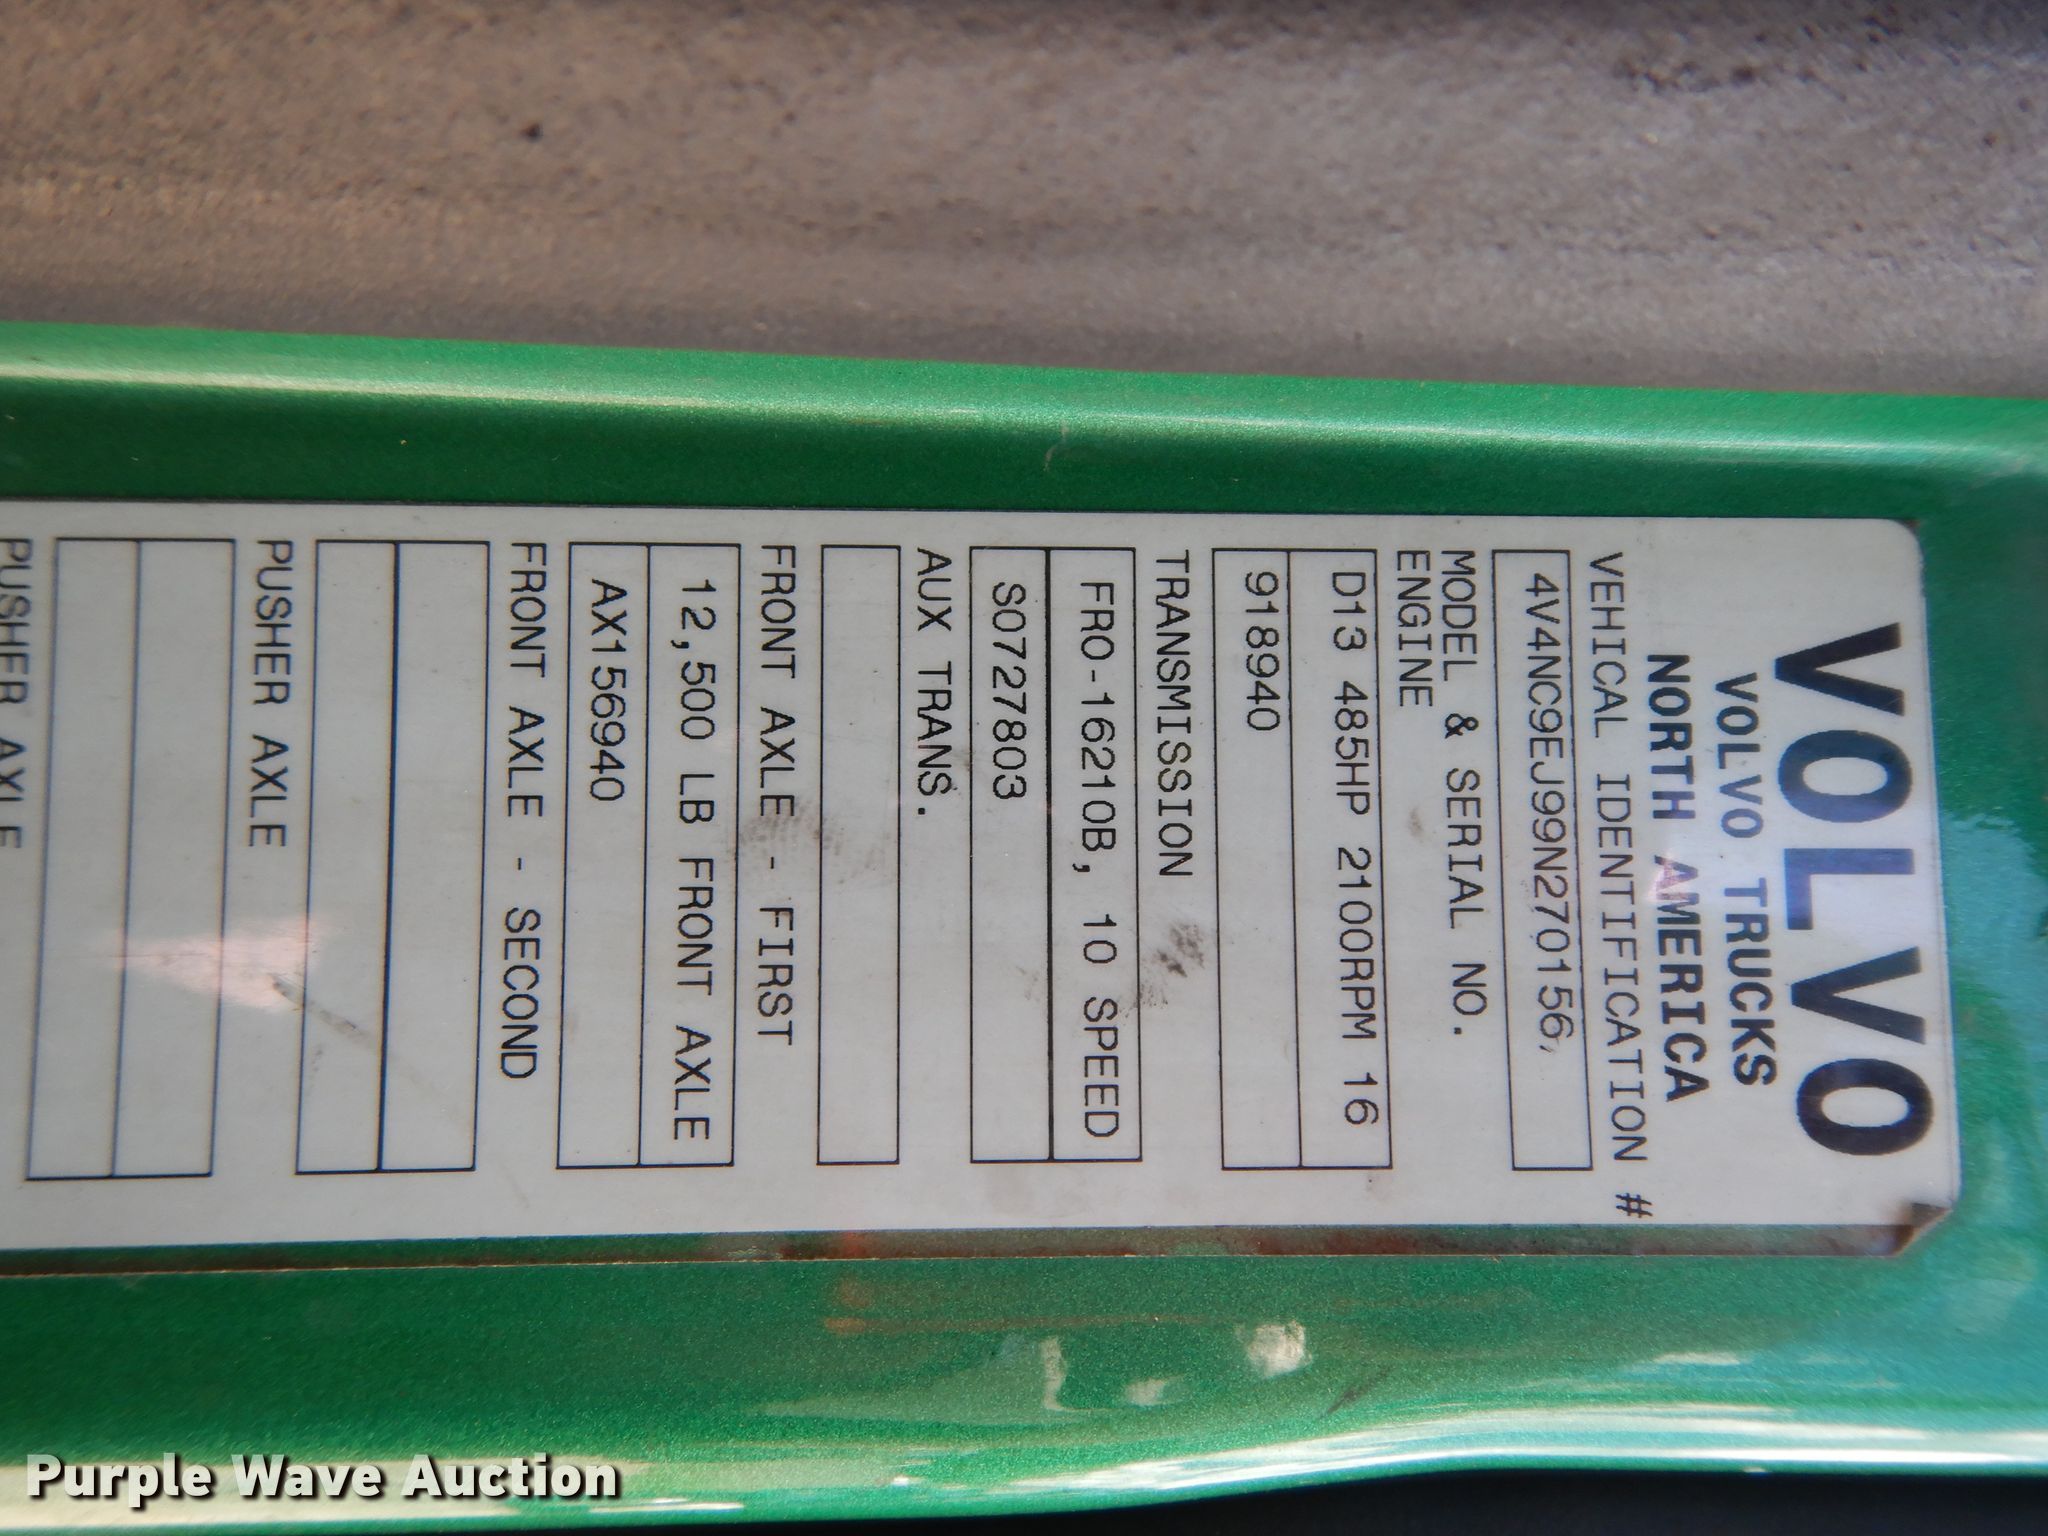 VOLVO
VOLVO TRUCKS
NORTH AMERICA
VEHICAL IDENTIFICATION #
4V4NC9EJ99N270156,
MODEL & SERIAL NO.
ENGINE
D13 485HP 2100RPM 16
918940
TRANSMISSION
FRO-16210B, 10 SPEED
S0727803
AUX TRANS.
FRONT AXLE - FIRST
12,500 LB FRONT AXLE
AX156940
FRONT AXLE - SECOND
PUSHER AXLE
PUSHER AXLE
Purple Wave Auction